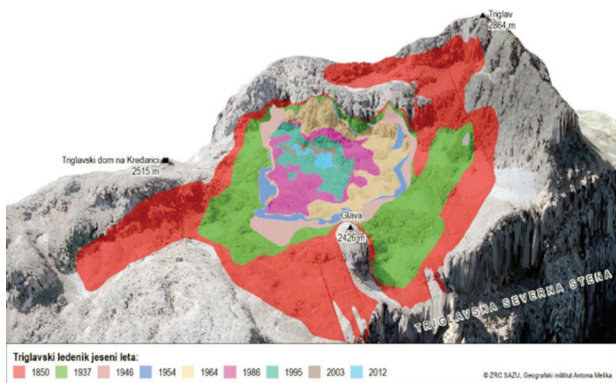 Triglav
2864 m
Triglavski dom na Kredarici
2515 m
Glava
2426 m
TRIGLAVSKA SEVERNA STENA
Triglavski ledenik jeseni leta:
1850 1937 1946 1954 1964 1986 1995 2003 2012
© ZRC SAZU, Geografski inštitut Antona Melika